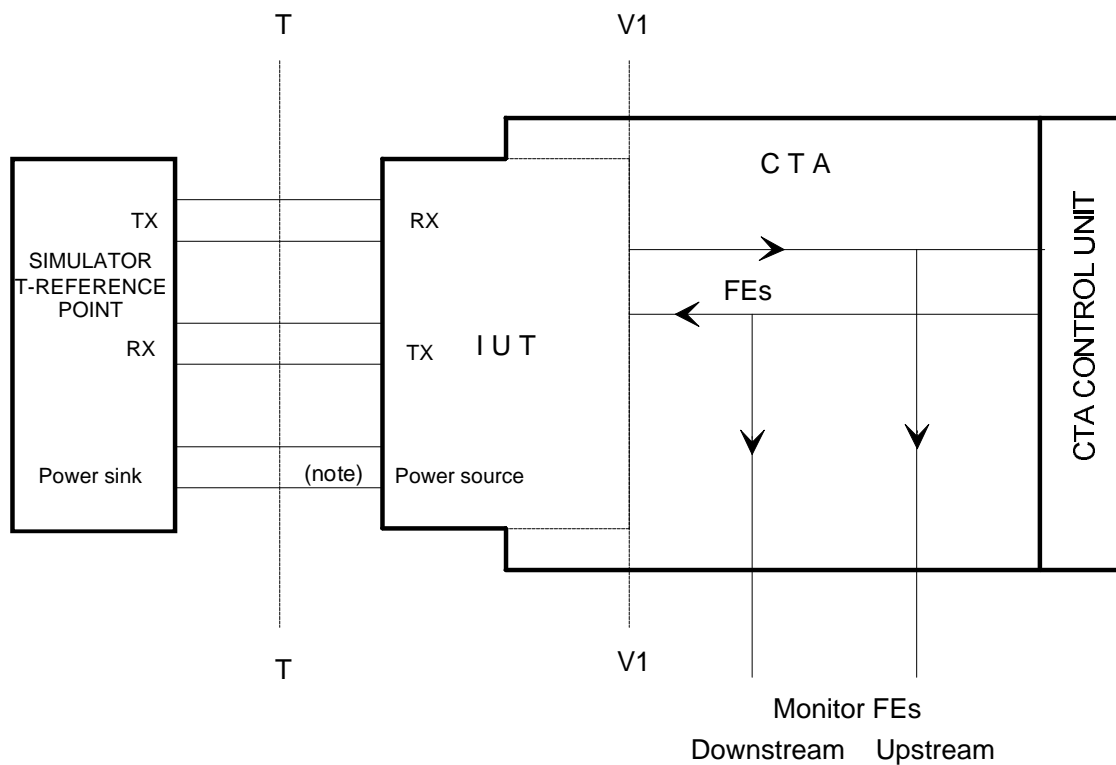 T
V1
C T A
TX
RX
SIMULATOR
T-REFERENCE
POINT
FEs
RX
TX
I U T
CTA CONTROL UNIT
Power sink
(note)
Power source
T
V1
Monitor FEs
Downstream Upstream